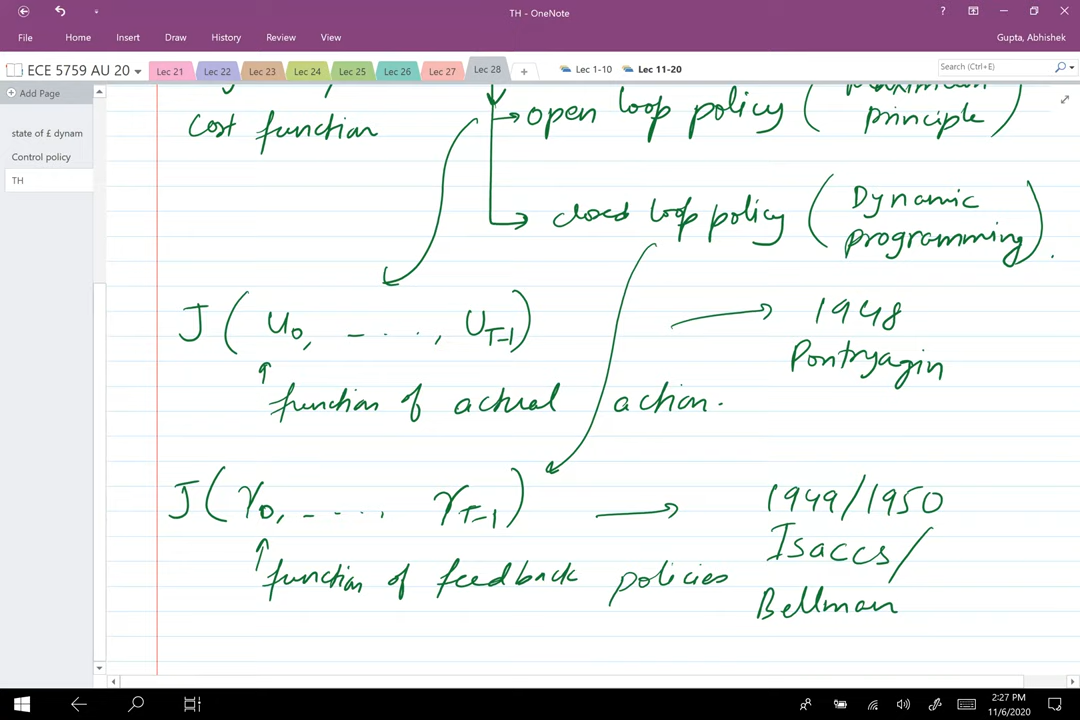 TH - OneNote
?
Gupta, Abhishek
File Home Insert Draw History Review View
ECE 5759 AU 20
Lec 21 Lec 22 Lec 23 Lec 24 Lec 25 Lec 26 Lec 27 Lec 28 + Lec 1-10 Lec 11-20
Search (Ctrl+E)
Add Page
state of £ dynam
Control policy
TH
cost function
open loop policy (
principle )
closed loop policy ( Dynamic
programming ).
J ( u0, - ..., UT-1) → 1948
Pontryagin
↑ function of actual action.
J ( γ0, - .... γT-1) → 1949/1950
Isaccs/
Bellman
↑ function of feedback policies
2:27 PM
11/6/2020